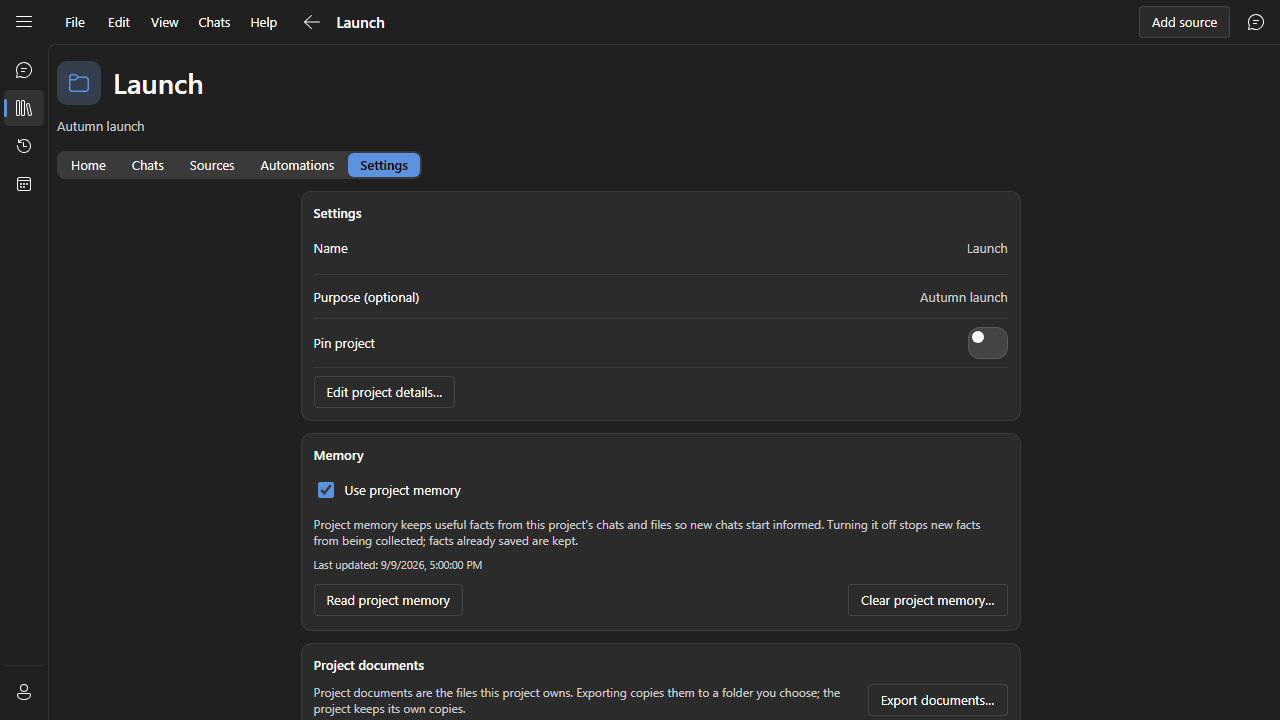 File Edit View Chats Help Launch Add source
Launch
Autumn launch
Home Chats Sources Automations Settings
Settings
Name Launch
Purpose (optional) Autumn launch
Pin project
Edit project details...
Memory
Use project memory
Project memory keeps useful facts from this project's chats and files so new chats start informed. Turning it off stops new facts
from being collected; facts already saved are kept.
Last updated: 9/9/2026, 5:00:00 PM
Read project memory Clear project memory...
Project documents
Project documents are the files this project owns. Exporting copies them to a folder you choose; the
project keeps its own copies.
Export documents...